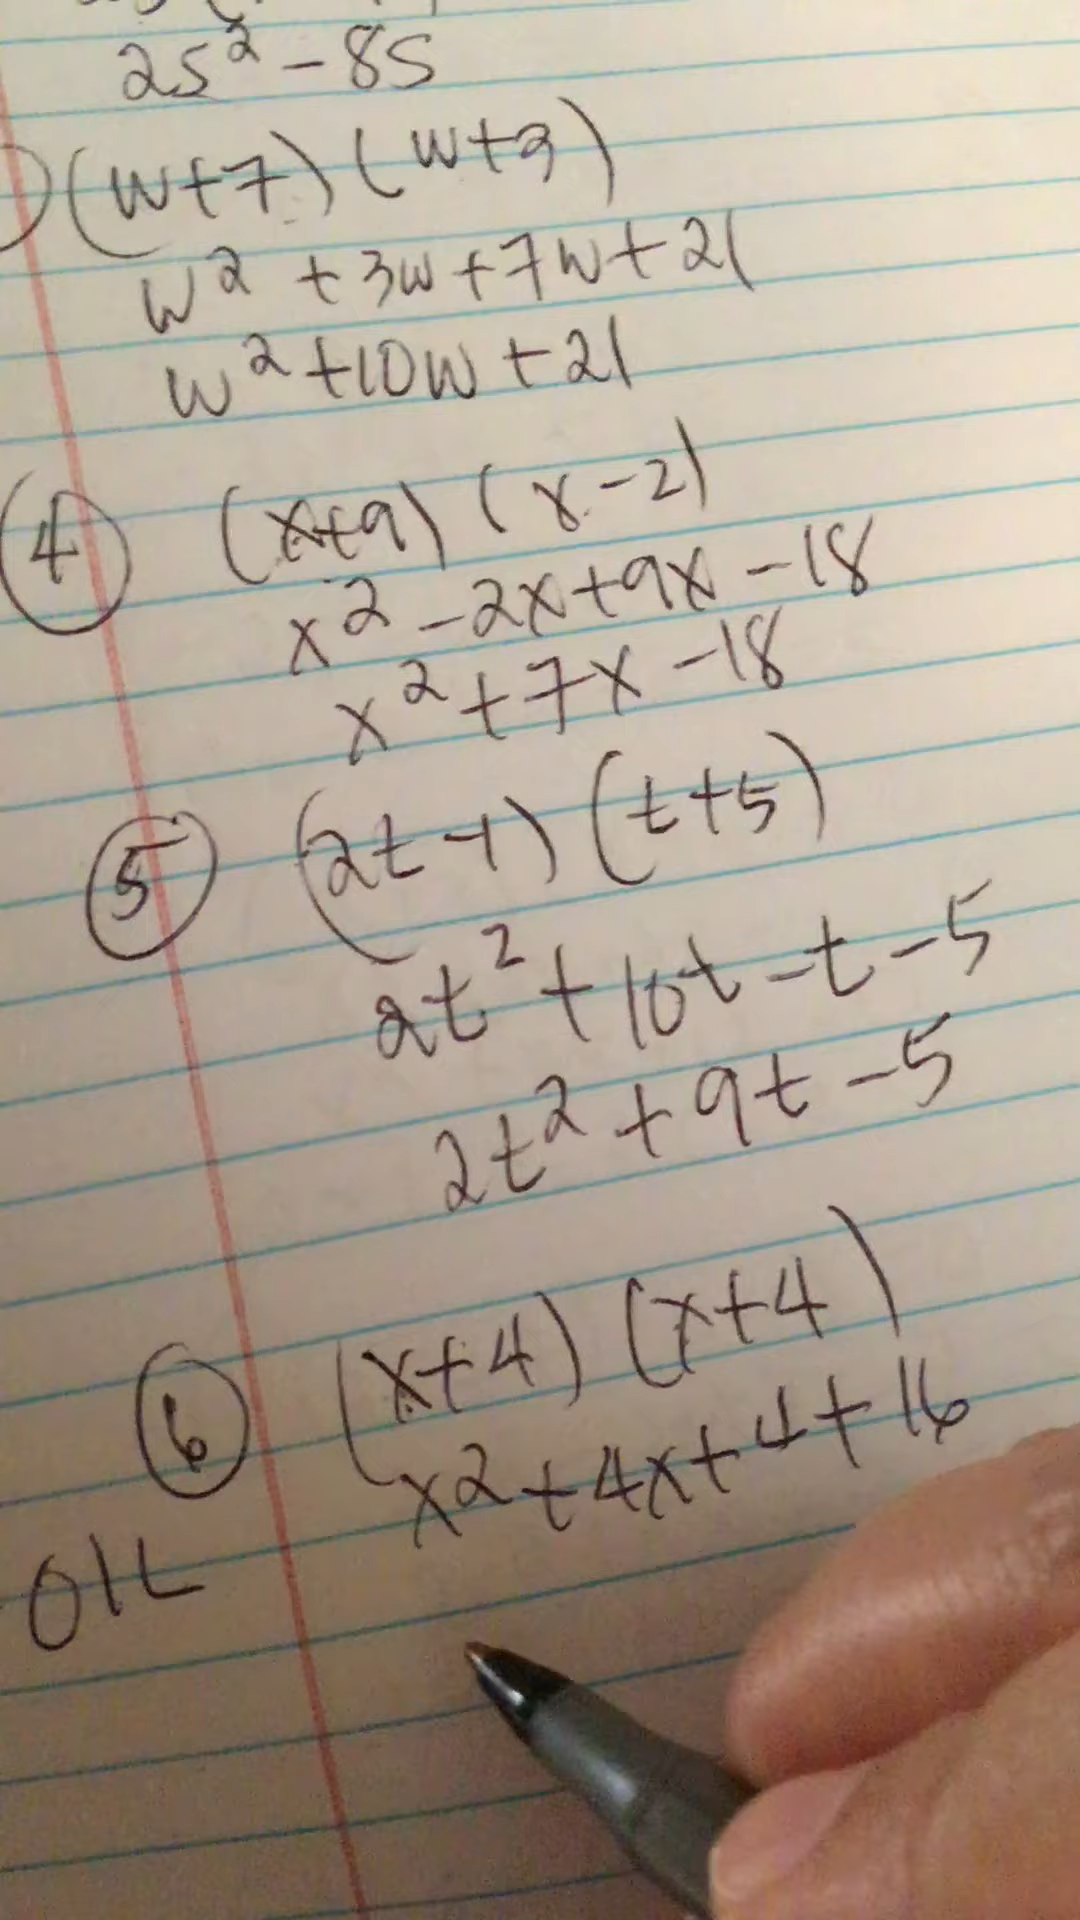 2s² - 8s
(w+7)(w+3)
w² + 3w + 7w + 21
w² + 10w + 21
④ (x+9)(x-2)
x² - 2x + 9x - 18
x² + 7x - 18
⑤ (2t-1)(t+5)
2t² + 10t - t - 5
2t² + 9t - 5
⑥ (x+4)(x+4)
x2 + 4x + 4 + 16
OIL